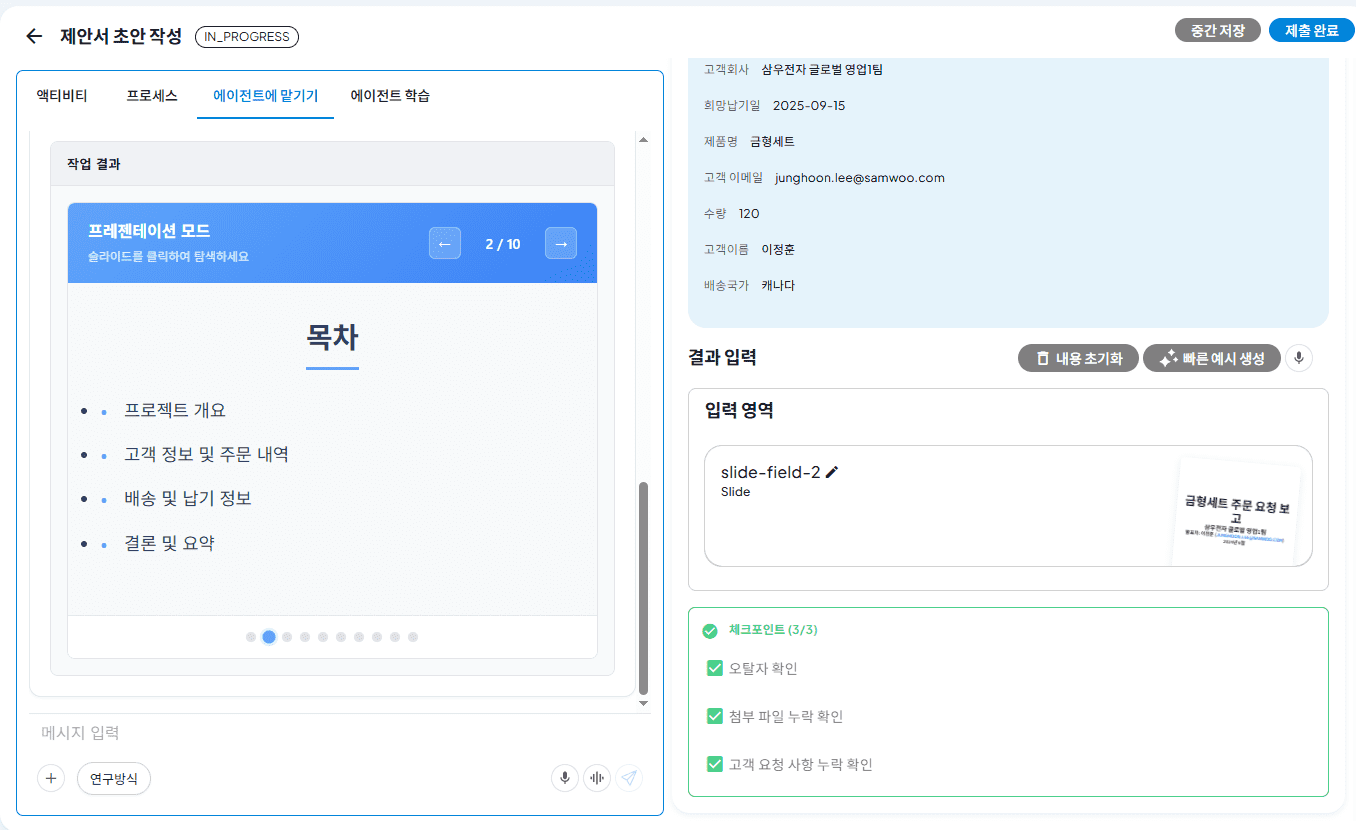 제안서 초안 작성
IN_PROGRESS
중간 저장
제출 완료
액티비티
프로세스
에이전트에 맡기기
에이전트 학습
작업 결과
프레젠테이션 모드
슬라이드를 클릭하여 탐색하세요
←
2 / 10
→
목차
프로젝트 개요
고객 정보 및 주문 내역
배송 및 납기 정보
결론 및 요약
메시지 입력
연구방식
고객회사 삼우전자 글로벌 영업1팀
희망납기일 2025-09-15
제품명 금형세트
고객 이메일 junghoon.lee@samwoo.com
수량 120
고객이름 이정훈
배송국가 캐나다
결과 입력
내용 초기화
빠른 예시 생성
입력 영역
slide-field-2
Slide
금형세트 주문 요청 보
고
삼우전자 글로벌 영업1팀
체크포인트 (3/3)
오탈자 확인
첨부 파일 누락 확인
고객 요청 사항 누락 확인